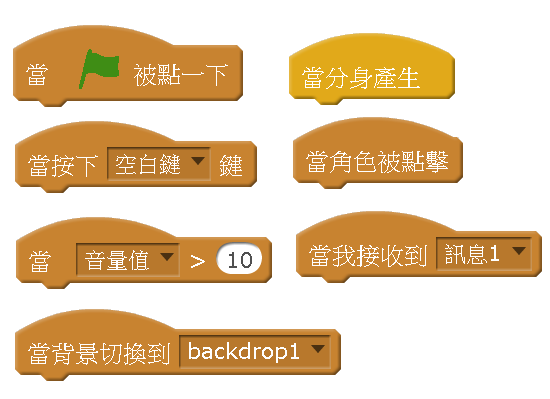 當 被點一下
當分身產生
當按下 空白鍵 鍵
當角色被點擊
當 音量值 > 10
當我接收到 訊息1
當背景切換到 backdrop1